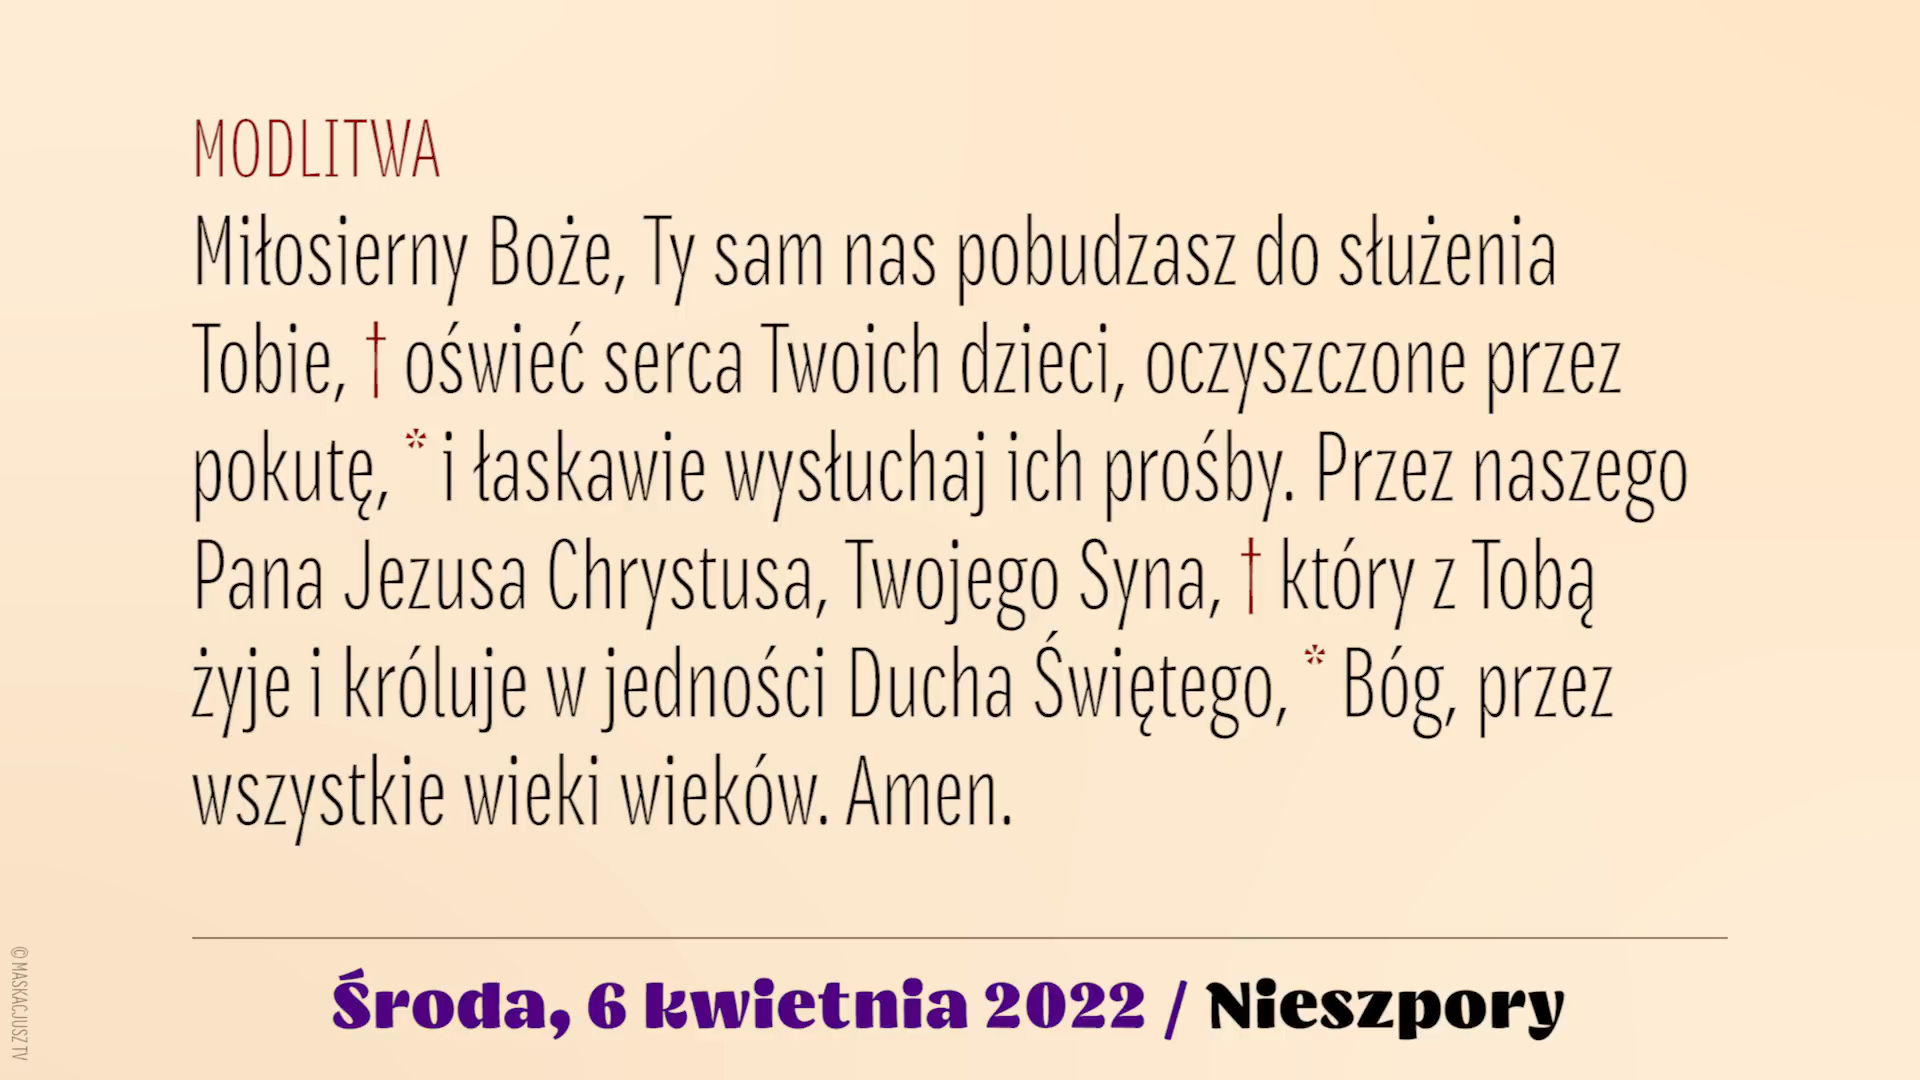 MODLITWA
Miłosierny Boże, Ty sam nas pobudzasz do służenia
Tobie, † oświeć serca Twoich dzieci, oczyszczone przez
pokutę, * i łaskawie wysłuchaj ich prośby. Przez naszego
Pana Jezusa Chrystusa, Twojego Syna, † który z Tobą
żyje i króluje w jedności Ducha Świętego, * Bóg, przez
wszystkie wieki wieków. Amen.
Środa, 6 kwietnia 2022 / Nieszpory
© MASKACJUSZ TV